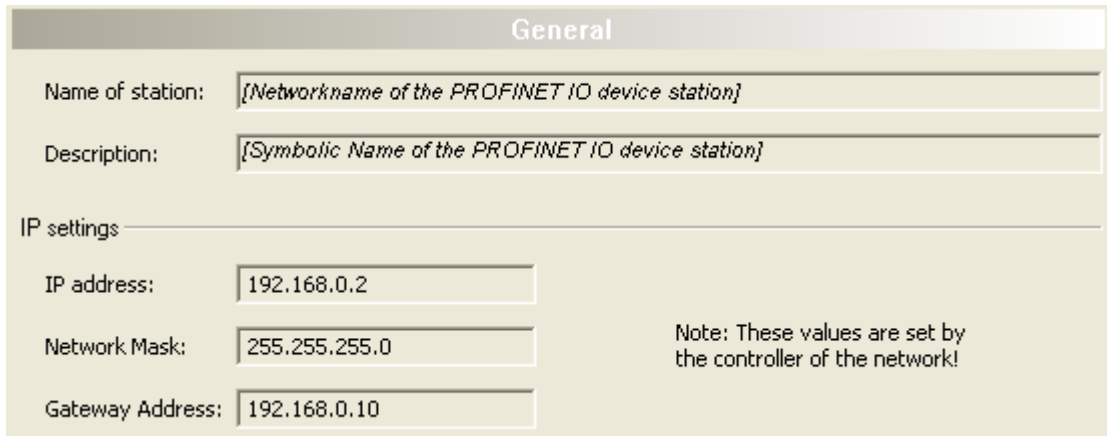 General
Name of station: [Networkname of the PROFINET IO device station]
Description: [Symbolic Name of the PROFINET IO device station]
IP settings
IP address: 192.168.0.2
Network Mask: 255.255.255.0
Note: These values are set by
the controller of the network!
Gateway Address: 192.168.0.10